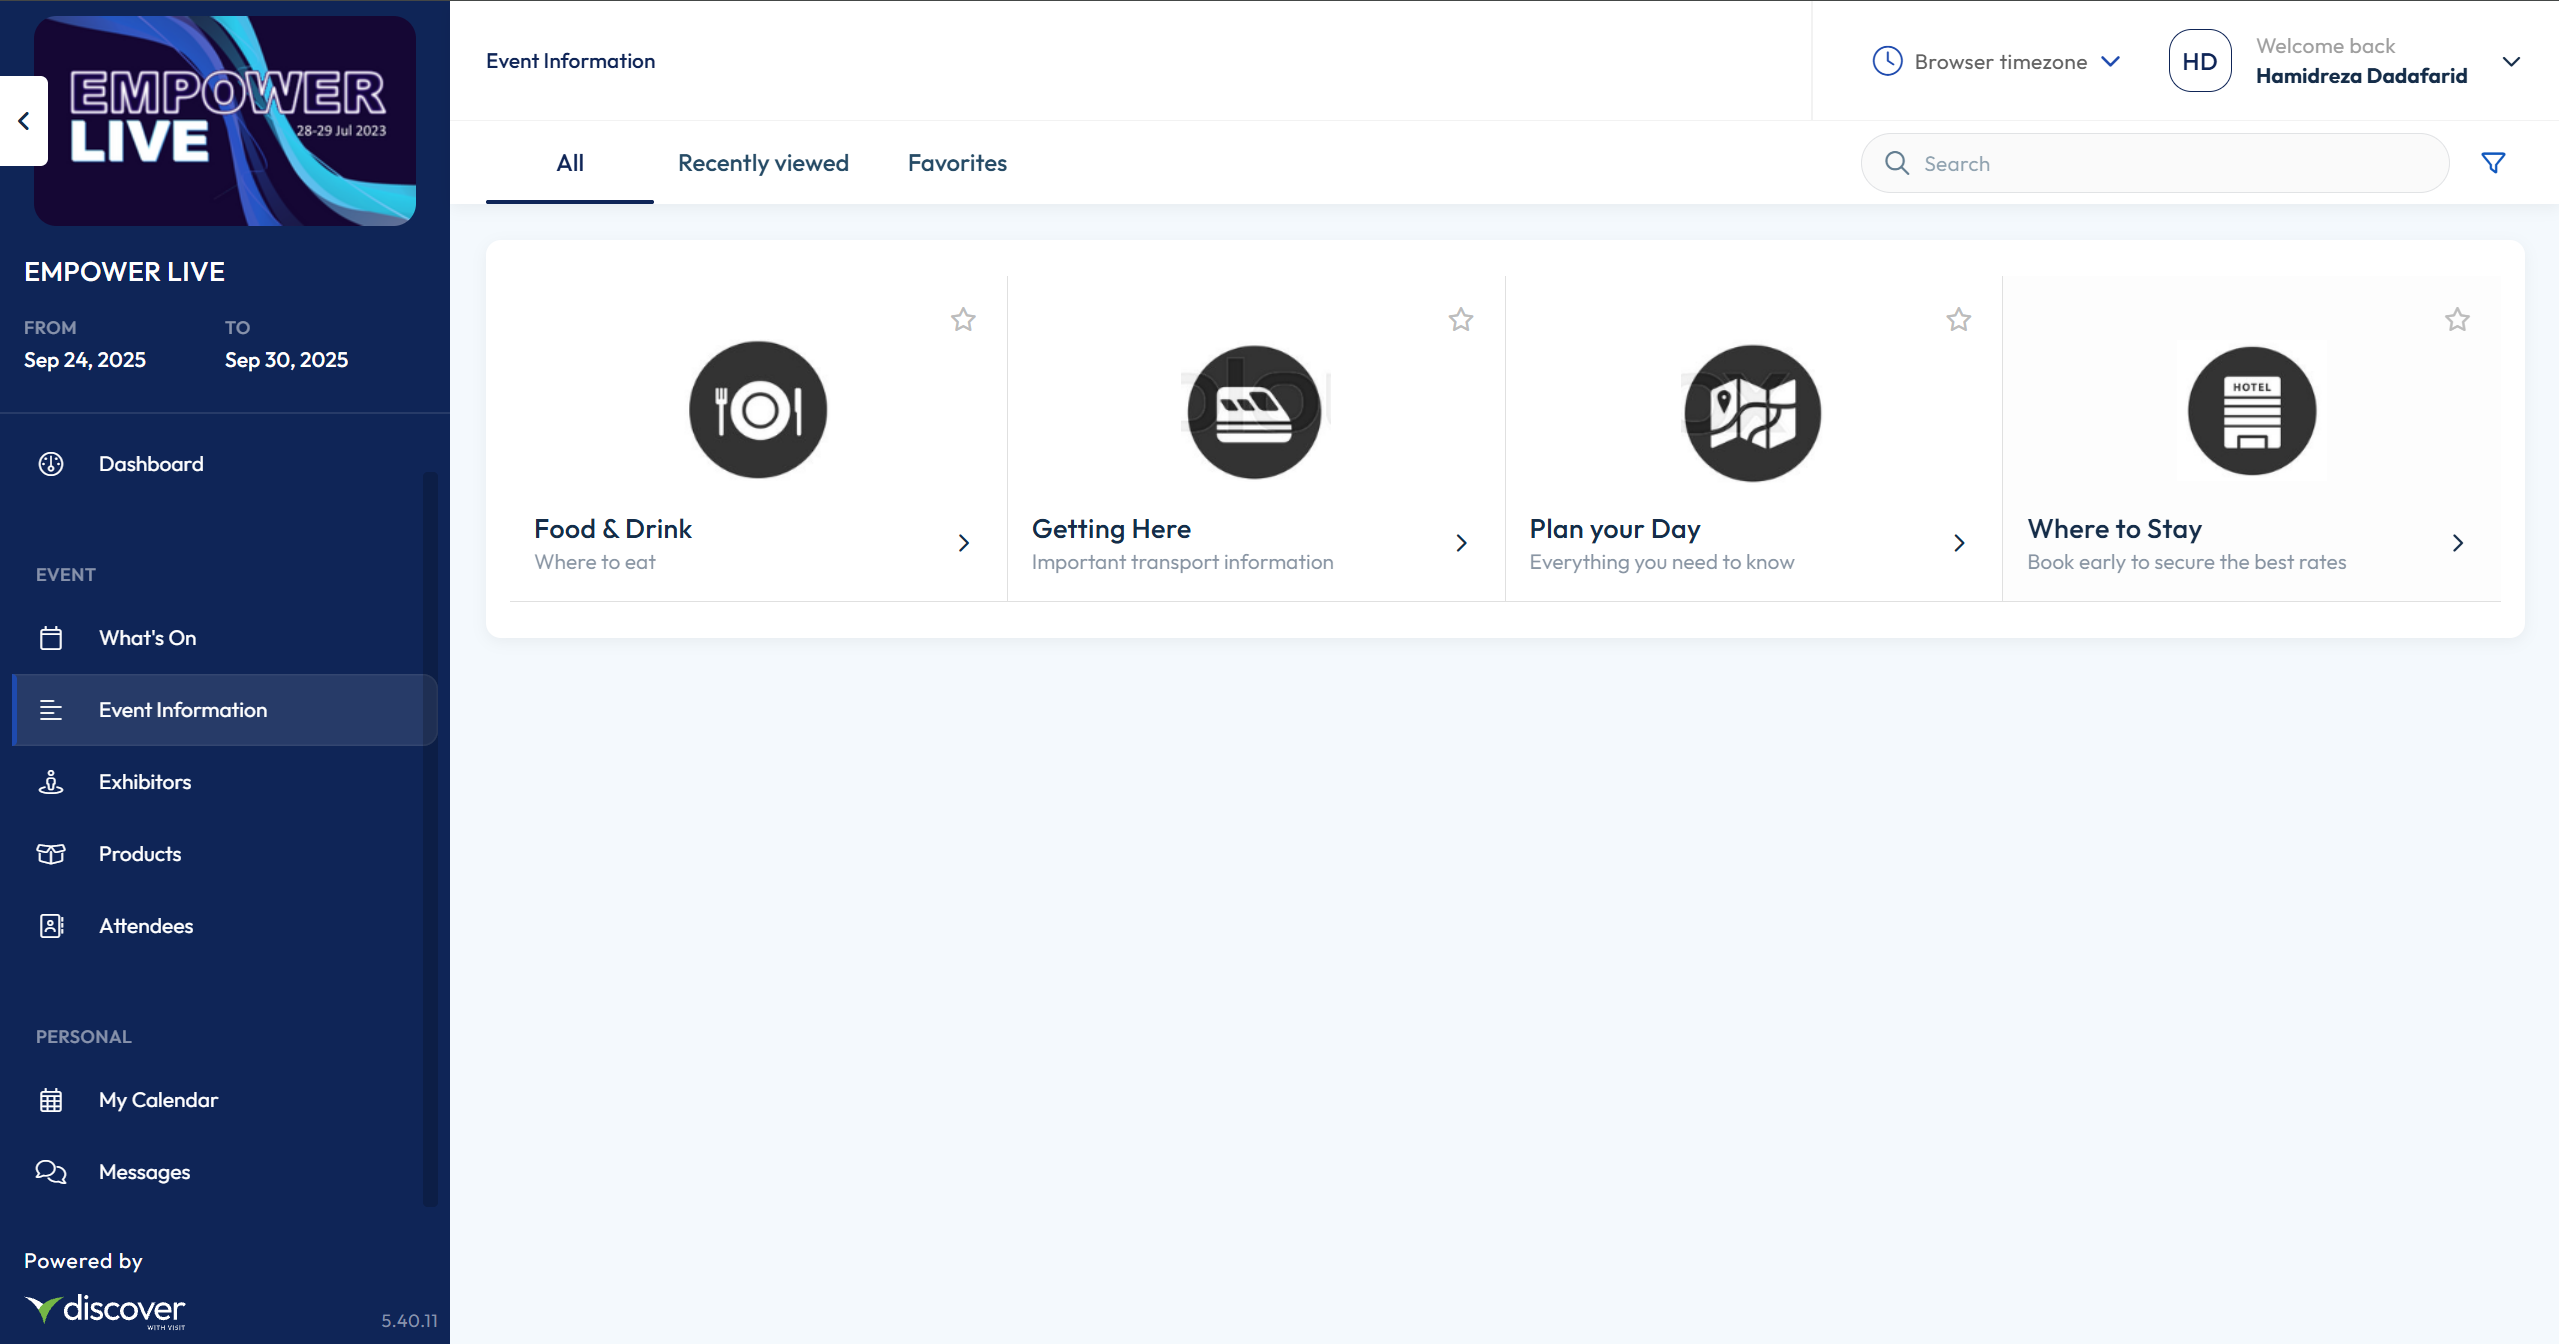 EMPOWER
LIVE
28-29 Jul 2023
EMPOWER LIVE
FROM
TO
Sep 24, 2025
Sep 30, 2025
Dashboard
EVENT
What's On
Event Information
Exhibitors
Products
Attendees
PERSONAL
My Calendar
Messages
Powered by
discover
WITH VISIT
5.40.11
Event Information
Browser timezone
HD
Welcome back
Hamidreza Dadafarid
All
Recently viewed
Favorites
Search
Food & Drink
Where to eat
Getting Here
Important transport information
Plan your Day
Everything you need to know
HOTEL
Where to Stay
Book early to secure the best rates